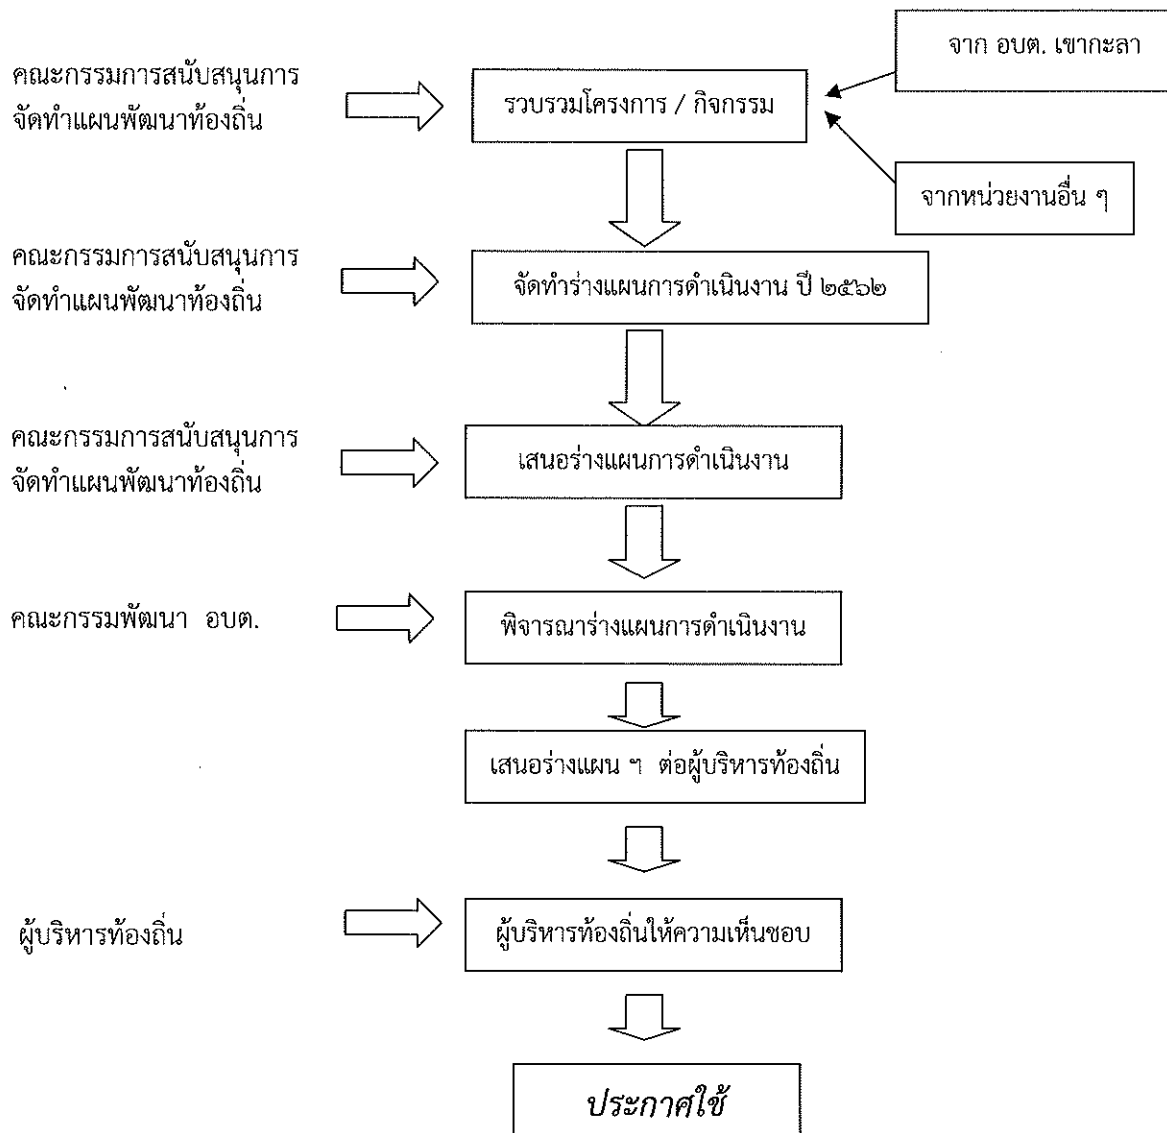 จาก อบต. เขากะลา
คณะกรรมการสนับสนุนการ
จัดทำแผนพัฒนาท้องถิ่น
รวบรวมโครงการ / กิจกรรม
จากหน่วยงานอื่น ๆ
คณะกรรมการสนับสนุนการ
จัดทำแผนพัฒนาท้องถิ่น
จัดทำร่างแผนการดำเนินงาน ปี ๒๕๖๒
คณะกรรมการสนับสนุนการ
จัดทำแผนพัฒนาท้องถิ่น
เสนอร่างแผนการดำเนินงาน
คณะกรรมพัฒนา อบต.
พิจารณาร่างแผนการดำเนินงาน
เสนอร่างแผน ฯ ต่อผู้บริหารท้องถิ่น
ผู้บริหารท้องถิ่น
ผู้บริหารท้องถิ่นให้ความเห็นชอบ
ประกาศใช้